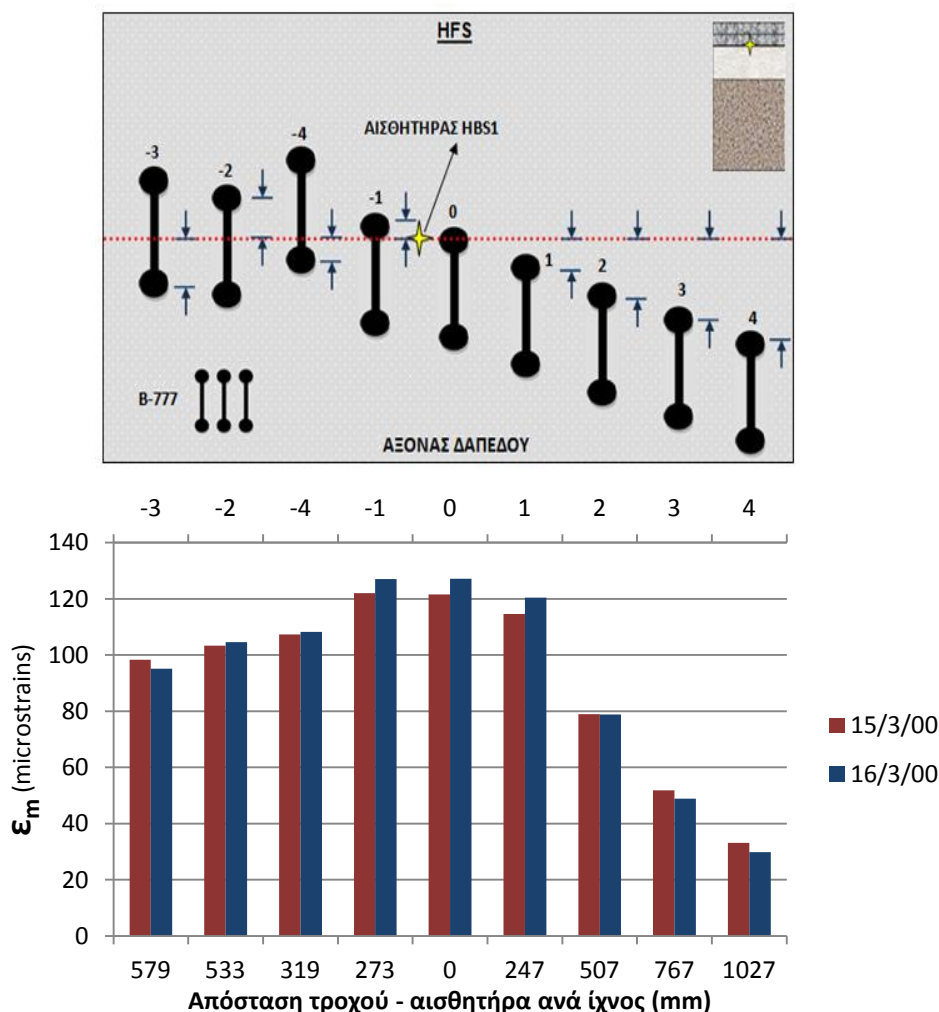 HFS
ΑΙΣΘΗΤΗΡΑΣ HBS1
-4
-3
-2
-1
0
1
2
3
4
B-777
ΑΞΟΝΑΣ ΔΑΠΕΔΟΥ
-3 -2 -4 -1 0 1 2 3 4
140
120
100
80
60
40
20
0
εm (microstrains)
15/3/00
16/3/00
579 533 319 273 0 247 507 767 1027
Απόσταση τροχού - αισθητήρα ανά ίχνος (mm)